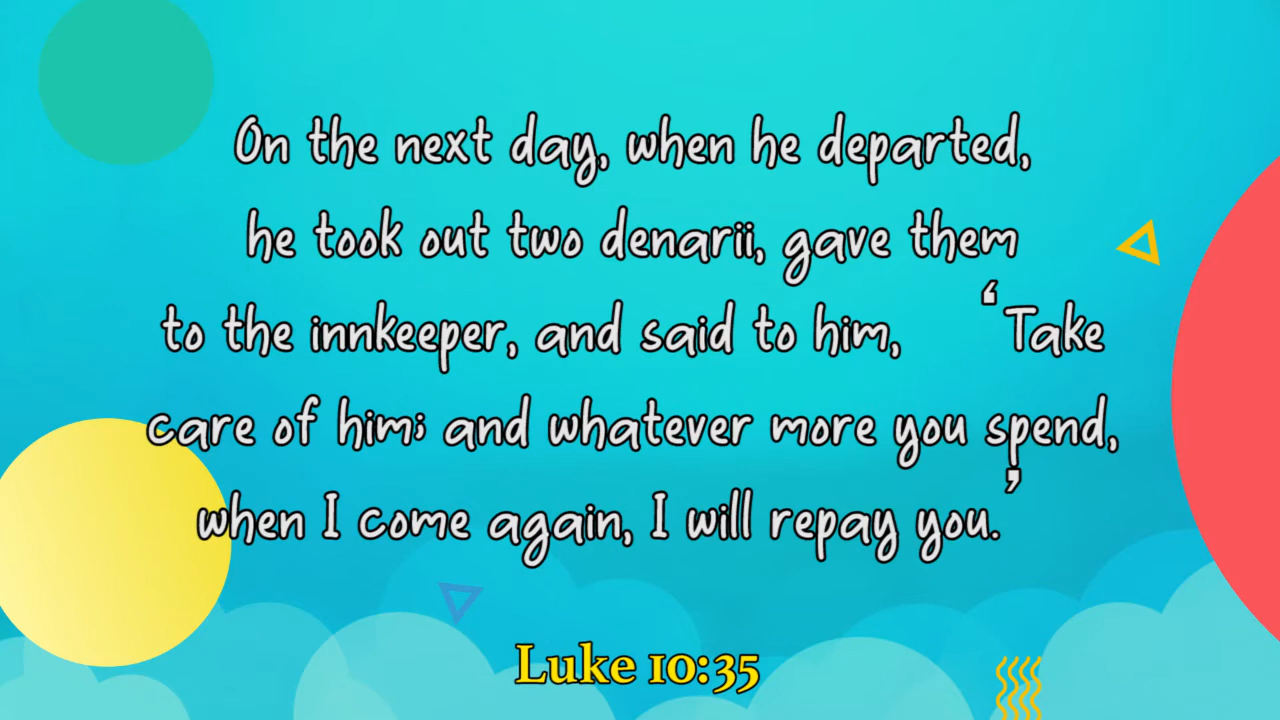 On the next day, when he departed,
he took out two denarii, gave them
to the innkeeper, and said to him, ‘Take
care of him; and whatever more you spend,
when I come again, I will repay you.’
Luke 10:35